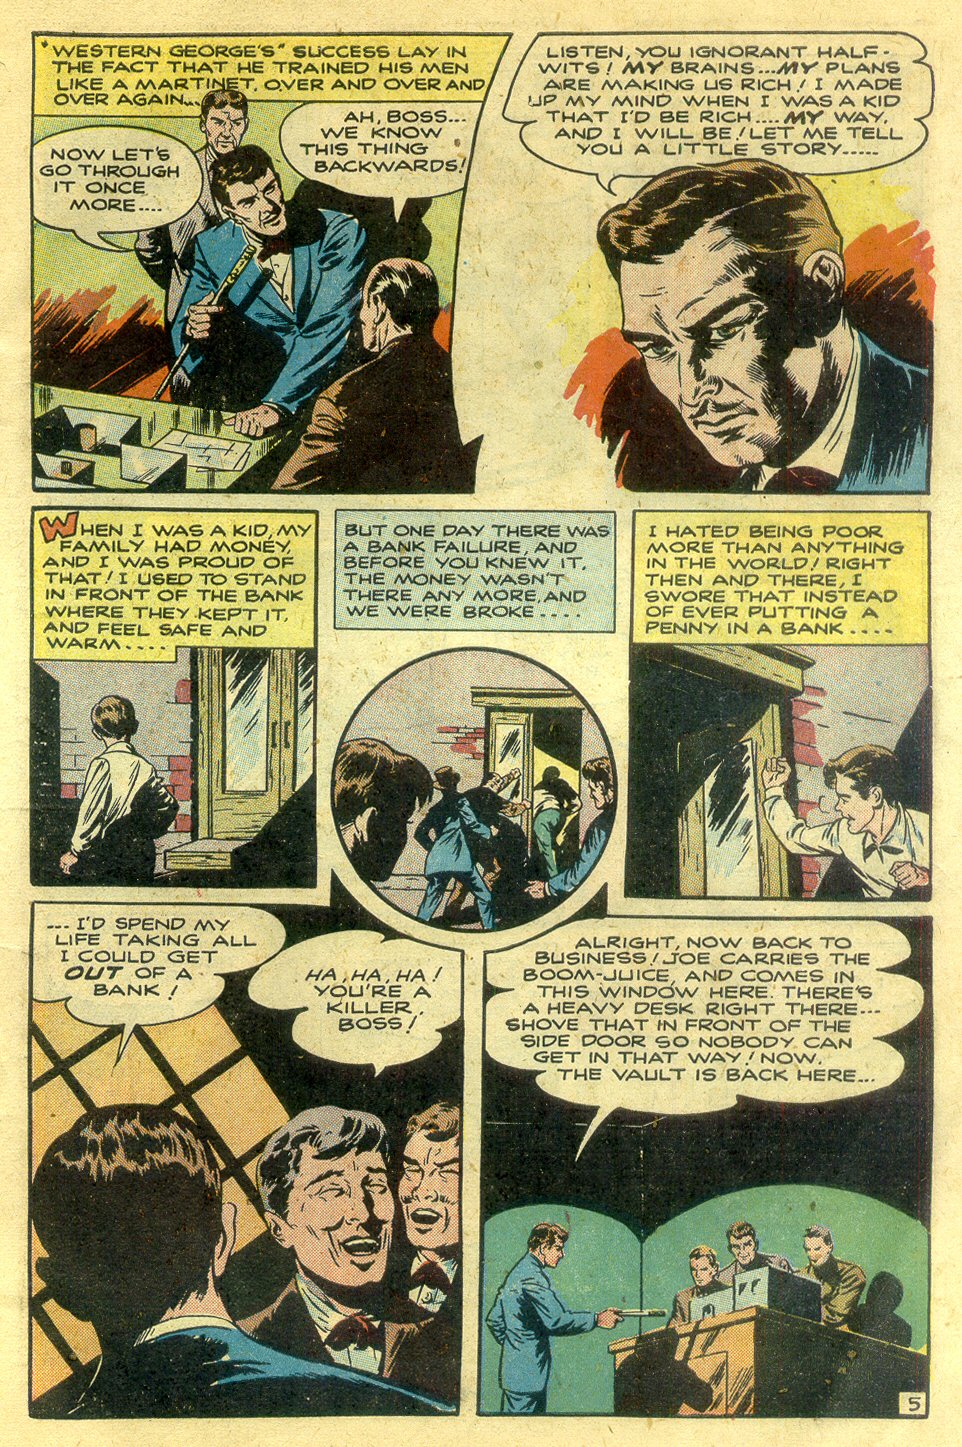 "WESTERN GEORGE'S" SUCCESS LAY IN
THE FACT THAT HE TRAINED HIS MEN
LIKE A MARTINET, OVER AND OVER AND
OVER AGAIN...
NOW LET'S
GO THROUGH
IT ONCE
MORE....
AH, BOSS...
WE KNOW
THIS THING
BACKWARDS!
LISTEN, YOU IGNORANT HALF-
WITS! MY BRAINS...MY PLANS
ARE MAKING US RICH! I MADE
UP MY MIND WHEN I WAS A KID
THAT I'D BE RICH....MY WAY.
AND I WILL BE! LET ME TELL
YOU A LITTLE STORY.....
WHEN I WAS A KID, MY
FAMILY HAD MONEY,
AND I WAS PROUD OF
THAT! I USED TO STAND
IN FRONT OF THE BANK
WHERE THEY KEPT IT,
AND FEEL SAFE AND
WARM.....
BUT ONE DAY THERE WAS
A BANK FAILURE, AND
BEFORE YOU KNEW IT,
THE MONEY WASN'T
THERE ANY MORE, AND
WE WERE BROKE....
I HATED BEING POOR
MORE THAN ANYTHING
IN THE WORLD! RIGHT
THEN AND THERE, I
SWORE THAT INSTEAD
OF EVER PUTTING A
PENNY IN A BANK....
...I'D SPEND MY
LIFE TAKING ALL
I COULD GET
OUT OF A
BANK!
HA, HA, HA!
YOU'RE A
KILLER,
BOSS!
ALRIGHT, NOW BACK TO
BUSINESS! JOE CARRIES THE
BOOM-JUICE, AND COMES IN
THIS WINDOW HERE. THERE'S
A HEAVY DESK RIGHT THERE...
SHOVE THAT IN FRONT OF THE
SIDE DOOR SO NOBODY CAN
GET IN THAT WAY! NOW,
THE VAULT IS BACK HERE...
5